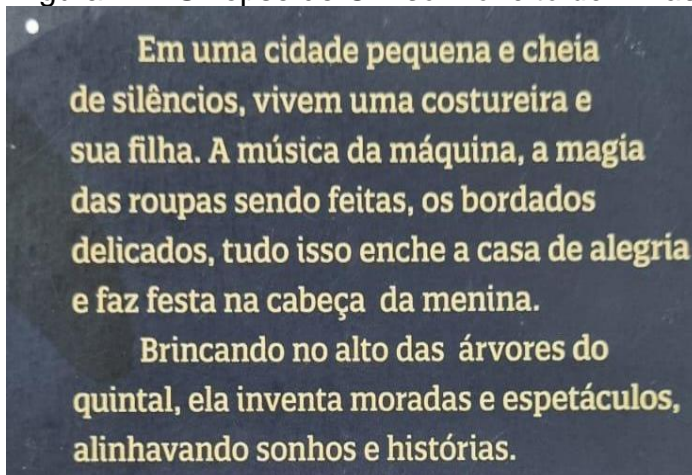 Em uma cidade pequena e cheia
de silêncios, vivem uma costureira e
sua filha. A música da máquina, a magia
das roupas sendo feitas, os bordados
delicados, tudo isso enche a casa de alegria
e faz festa na cabeça da menina.
Brincando no alto das árvores do
quintal, ela inventa moradas e espetáculos,
alinhavando sonhos e histórias.